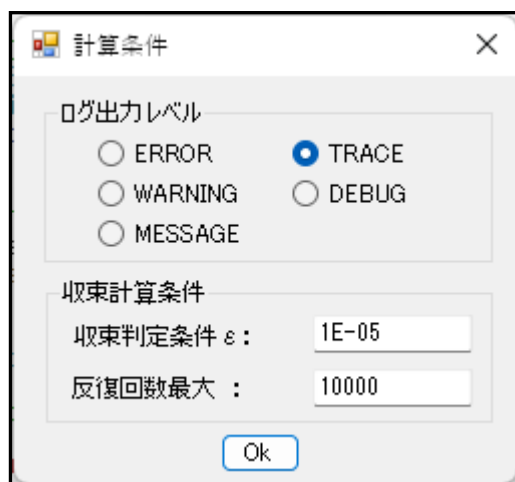 計算条件
ログ出力レベル
ERROR TRACE
WARNING DEBUG
MESSAGE
収束計算条件
収束判定条件 ε : 1E-05
反復回数最大 : 10000
Ok